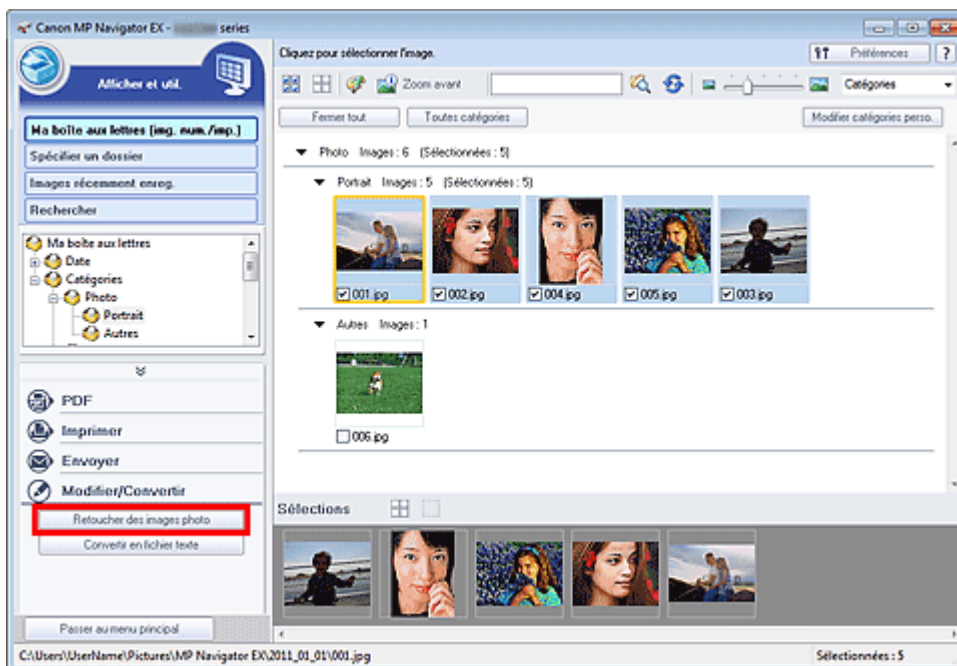 Canon MP Navigator EX - series
Afficher et util.
Ma boîte aux lettres (img. num./imp.)
Spécifier un dossier
Images récemment enreg.
Rechercher
Ma boîte aux lettres
Date
Catégories
Photo
Portrait
Autres
PDF
Imprimer
Envoyer
Modifier/Convertir
Retoucher des images photo
Convertir en fichier texte
Passer au menu principal
Cliquez pour sélectionner l'image.
Préférences ?
Zoom avant
Catégories
Fermer tout Toutes catégories Modifier catégories perso.
Photo Images : 6 (Sélectionnées : 5)
Portrait Images : 5 (Sélectionnées : 5)
001.jpg 002.jpg 004.jpg 005.jpg 003.jpg
Autres Images : 1
006.jpg
Sélections
C:\Users\UserName\Pictures\MP Navigator EX\2011_01_01\001.jpg Sélectionnées : 5